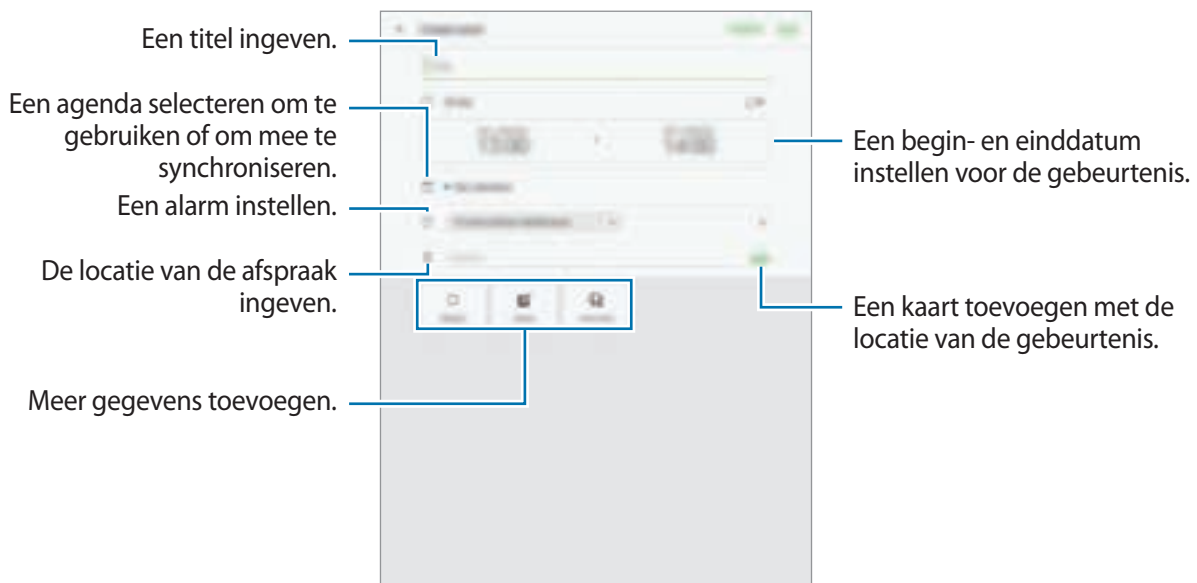 Een titel ingeven.
Een agenda selecteren om te
gebruiken of om mee te
synchroniseren.
Een alarm instellen.
De locatie van de afspraak
ingeven.
Meer gegevens toevoegen.
Een begin- en einddatum
instellen voor de gebeurtenis.
Een kaart toevoegen met de
locatie van de gebeurtenis.